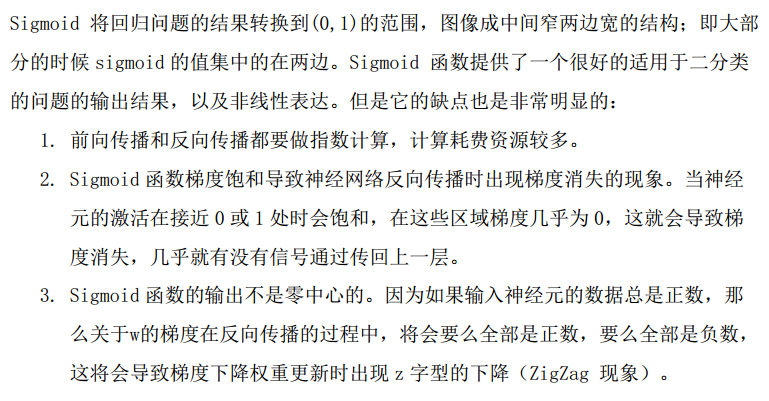 Sigmoid 将回归问题的结果转换到(0,1)的范围，图像成中间窄两边宽的结构；即大部
分的时候 sigmoid 的值集中的在两边。Sigmoid 函数提供了一个很好的适用于二分类
的问题的输出结果，以及非线性表达。但是它的缺点也是非常明显的：
1. 前向传播和反向传播都要做指数计算，计算耗费资源较多。
2. Sigmoid 函数梯度饱和导致神经网络反向传播时出现梯度消失的现象。当神经
元的激活在接近 0 或 1 处时会饱和，在这些区域梯度几乎为 0，这就会导致梯
度消失，几乎就有没有信号通过传回上一层。
3. Sigmoid 函数的输出不是零中心的。因为如果输入神经元的数据总是正数，那
么关于w的梯度在反向传播的过程中，将会要么全部是正数，要么全部是负数，
这将会导致梯度下降权重更新时出现 z 字型的下降（ZigZag 现象）。